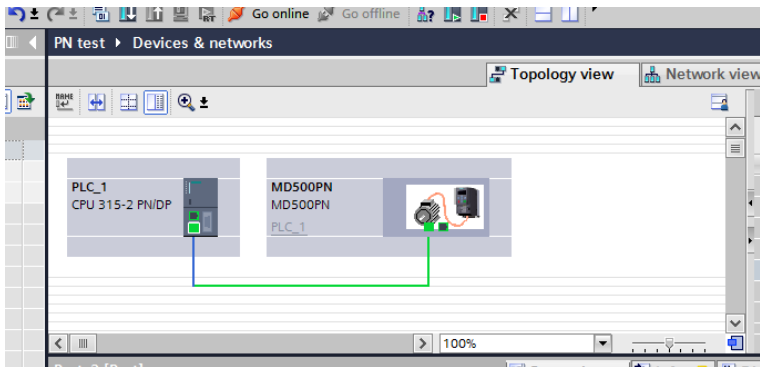 Go online Go offline
PN test ▸ Devices & networks
Topology view Network view
PLC_1
CPU 315-2 PN/DP
MD500PN
MD500PN
PLC_1
100%